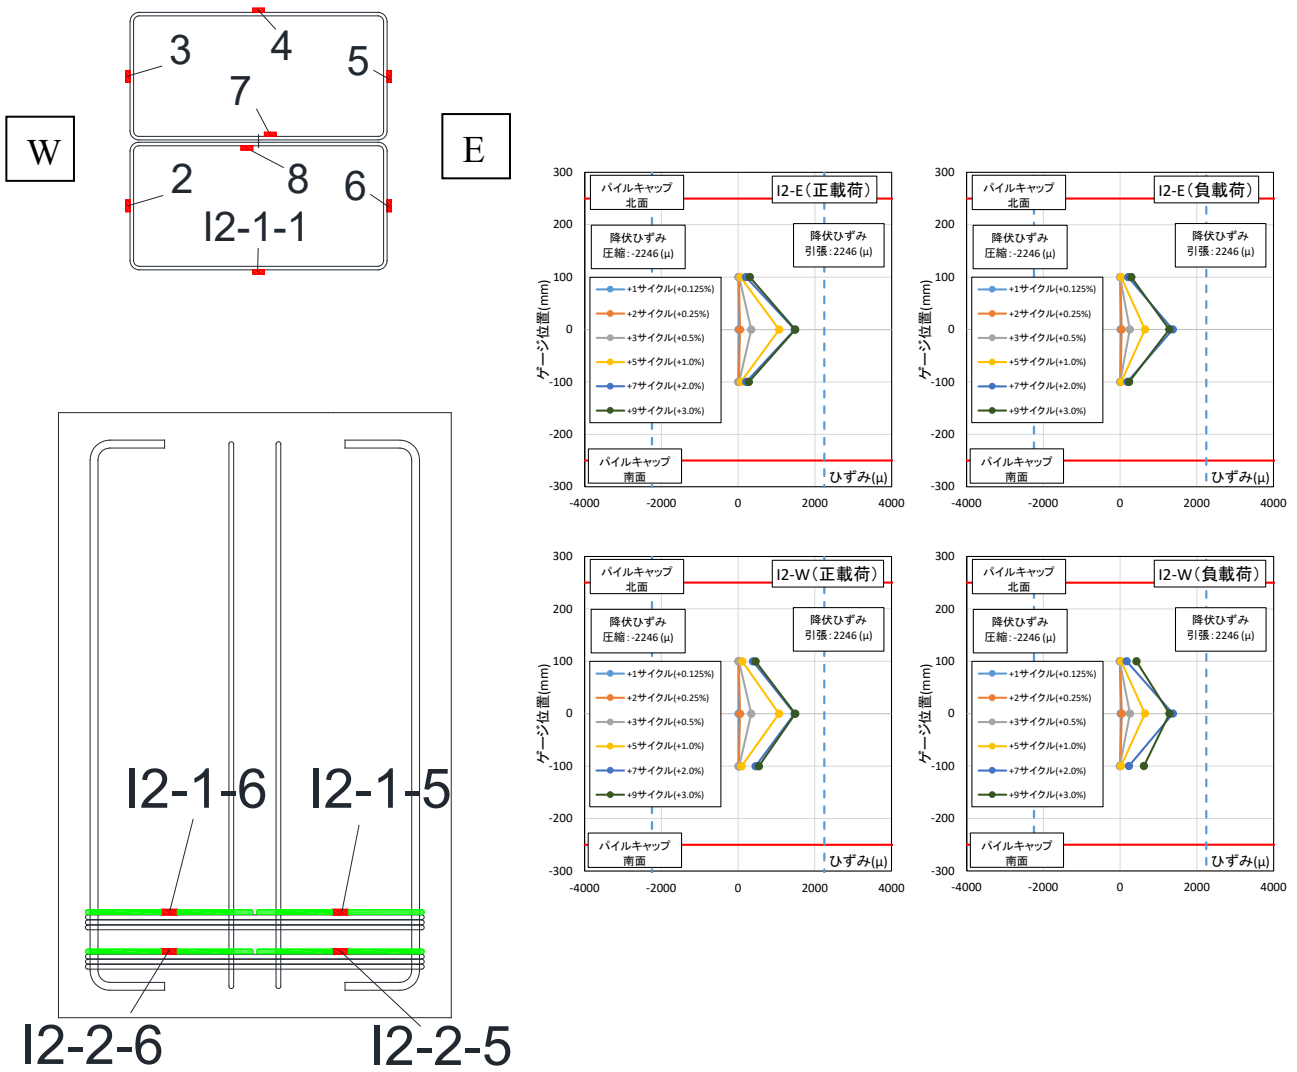 3
4
5
7
W
E
2
8
6
I2-1-1
I2-1-6
I2-1-5
I2-2-6
I2-2-5
300
200
100
0
-100
-200
-300
ゲージ位置(mm)
パイルキャップ
北面
I2-E(正載荷)
降伏ひずみ
圧縮:-2246 (μ)
降伏ひずみ
引張:2246 (μ)
+1サイクル(+0.125%)
+2サイクル(+0.25%)
+3サイクル(+0.5%)
+5サイクル(+1.0%)
+7サイクル(+2.0%)
+9サイクル(+3.0%)
パイルキャップ
南面
ひずみ(μ)
-4000
-2000
0
2000
4000
300
200
100
0
-100
-200
-300
ゲージ位置(mm)
パイルキャップ
北面
I2-E(負載荷)
降伏ひずみ
圧縮:-2246 (μ)
降伏ひずみ
引張:2246 (μ)
+1サイクル(+0.125%)
+2サイクル(+0.25%)
+3サイクル(+0.5%)
+5サイクル(+1.0%)
+7サイクル(+2.0%)
+9サイクル(+3.0%)
パイルキャップ
南面
ひずみ(μ)
-4000
-2000
0
2000
4000
300
200
100
0
-100
-200
-300
ゲージ位置(mm)
パイルキャップ
北面
I2-W(正載荷)
降伏ひずみ
圧縮:-2246 (μ)
降伏ひずみ
引張:2246 (μ)
+1サイクル(+0.125%)
+2サイクル(+0.25%)
+3サイクル(+0.5%)
+5サイクル(+1.0%)
+7サイクル(+2.0%)
+9サイクル(+3.0%)
パイルキャップ
南面
ひずみ(μ)
-4000
-2000
0
2000
4000
300
200
100
0
-100
-200
-300
ゲージ位置(mm)
パイルキャップ
北面
I2-W(負載荷)
降伏ひずみ
圧縮:-2246 (μ)
降伏ひずみ
引張:2246 (μ)
+1サイクル(+0.125%)
+2サイクル(+0.25%)
+3サイクル(+0.5%)
+5サイクル(+1.0%)
+7サイクル(+2.0%)
+9サイクル(+3.0%)
パイルキャップ
南面
ひずみ(μ)
-4000
-2000
0
2000
4000